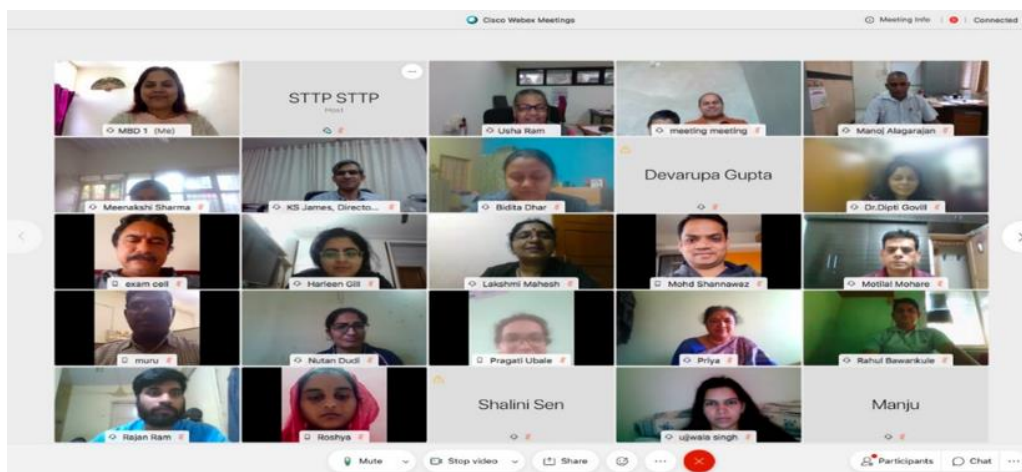 Cisco Webex Meetings
Meeting Info
Connected
MBD 1 (Me)
STTP STTP
Host
Usha Ram
meeting meeting
Manoj Alagarajan
Meenakshi Sharma
KS James, Directo...
Bidita Dhar
Devarupa Gupta
Dr.Dipti Govill
exam cell
Harleen Gill
Lakshmi Mahesh
Mohd Shannawaz
Motilal Mohare
muru
Nutan Dudi
Pragati Ubale
Priya
Rahul Bawankule
Rajan Ram
Roshya
Shalini Sen
ujjwala singh
Manju
Mute
Stop video
Share
Participants
Chat